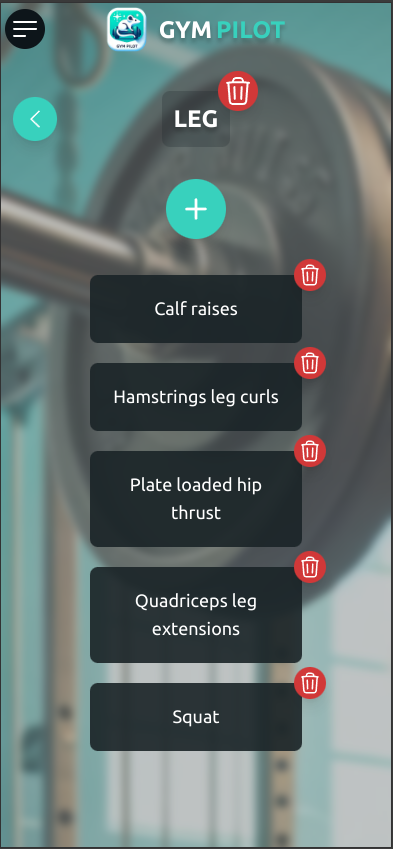 GYM PILOT
GYM PILOT
LEG
Calf raises
Hamstrings leg curls
Plate loaded hip
thrust
Quadriceps leg
extensions
Squat